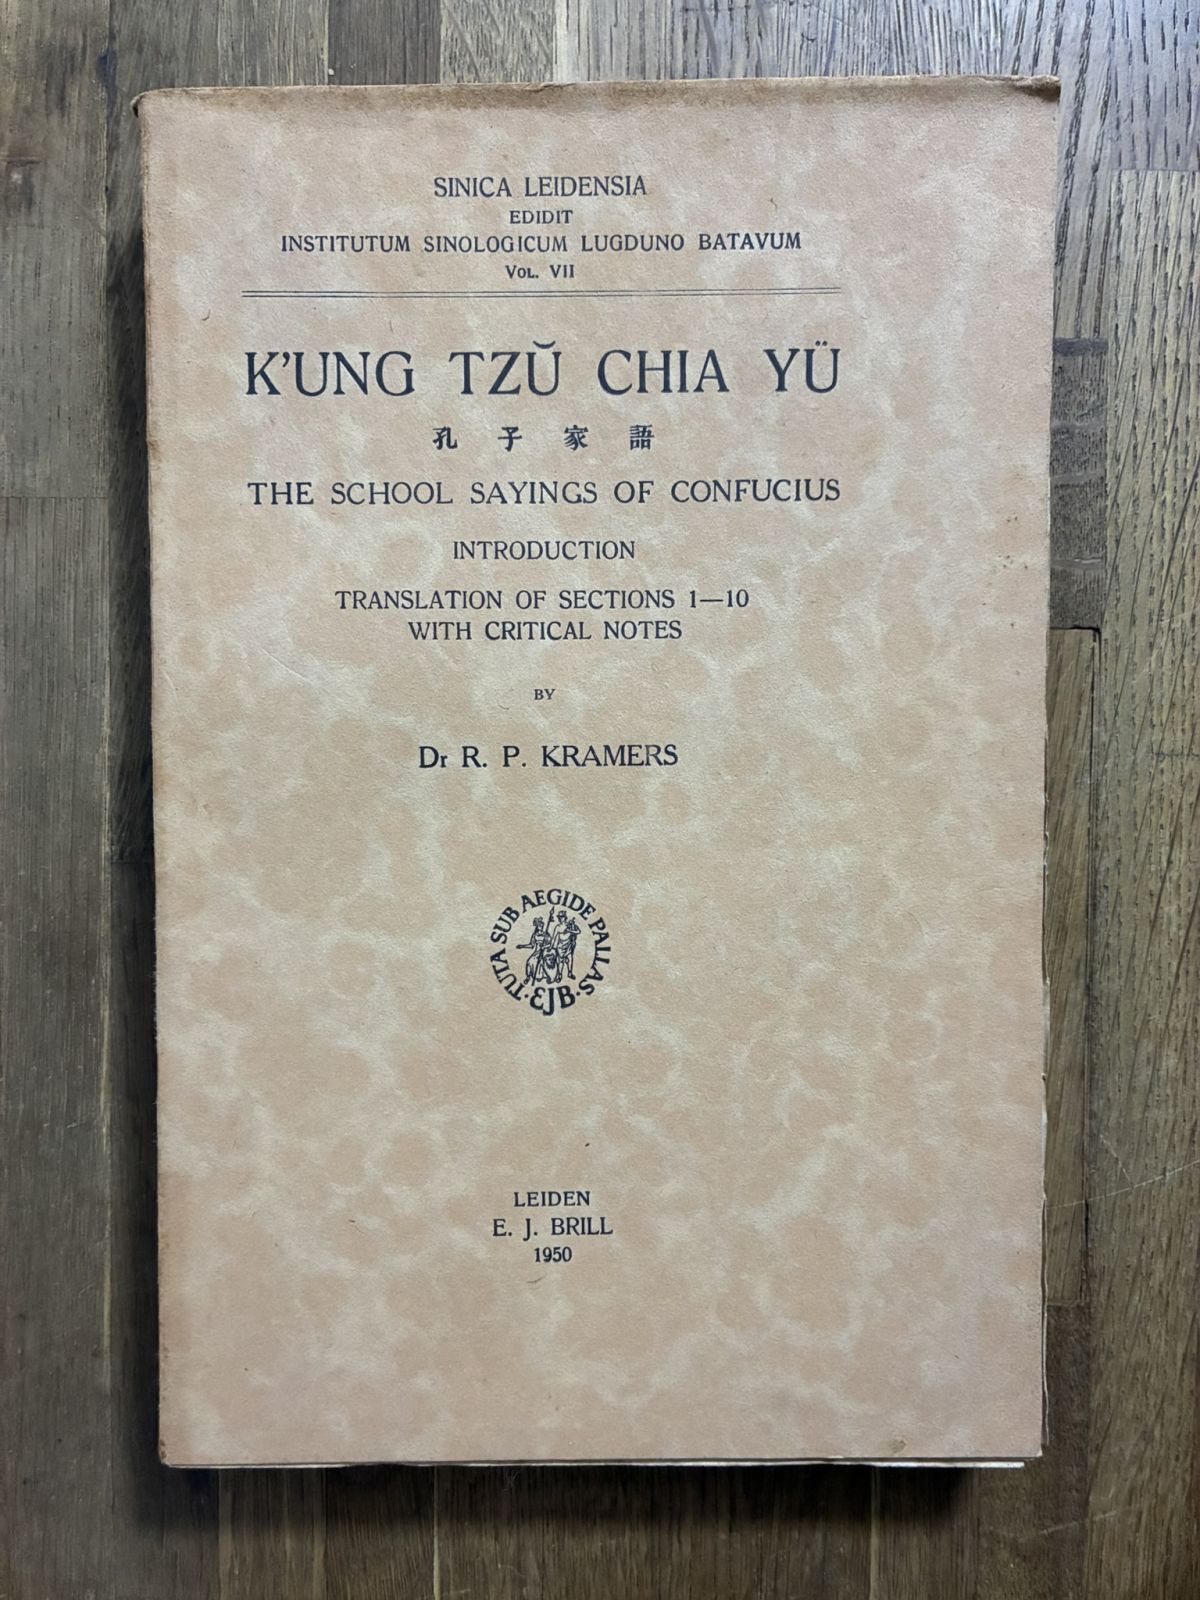 SINICA LEIDENSIA
EDIDIT
INSTITUTUM SINOLOGICUM LUGDUNO BATAVUM
VOL. VII
K'UNG TZŬ CHIA YÜ
孔子家語
THE SCHOOL SAYINGS OF CONFUCIUS
INTRODUCTION
TRANSLATION OF SECTIONS 1—10
WITH CRITICAL NOTES
BY
Dr R. P. KRAMERS
TUTA SUB AEGIDE PALLAS · EJB ·
LEIDEN
E. J. BRILL
1950